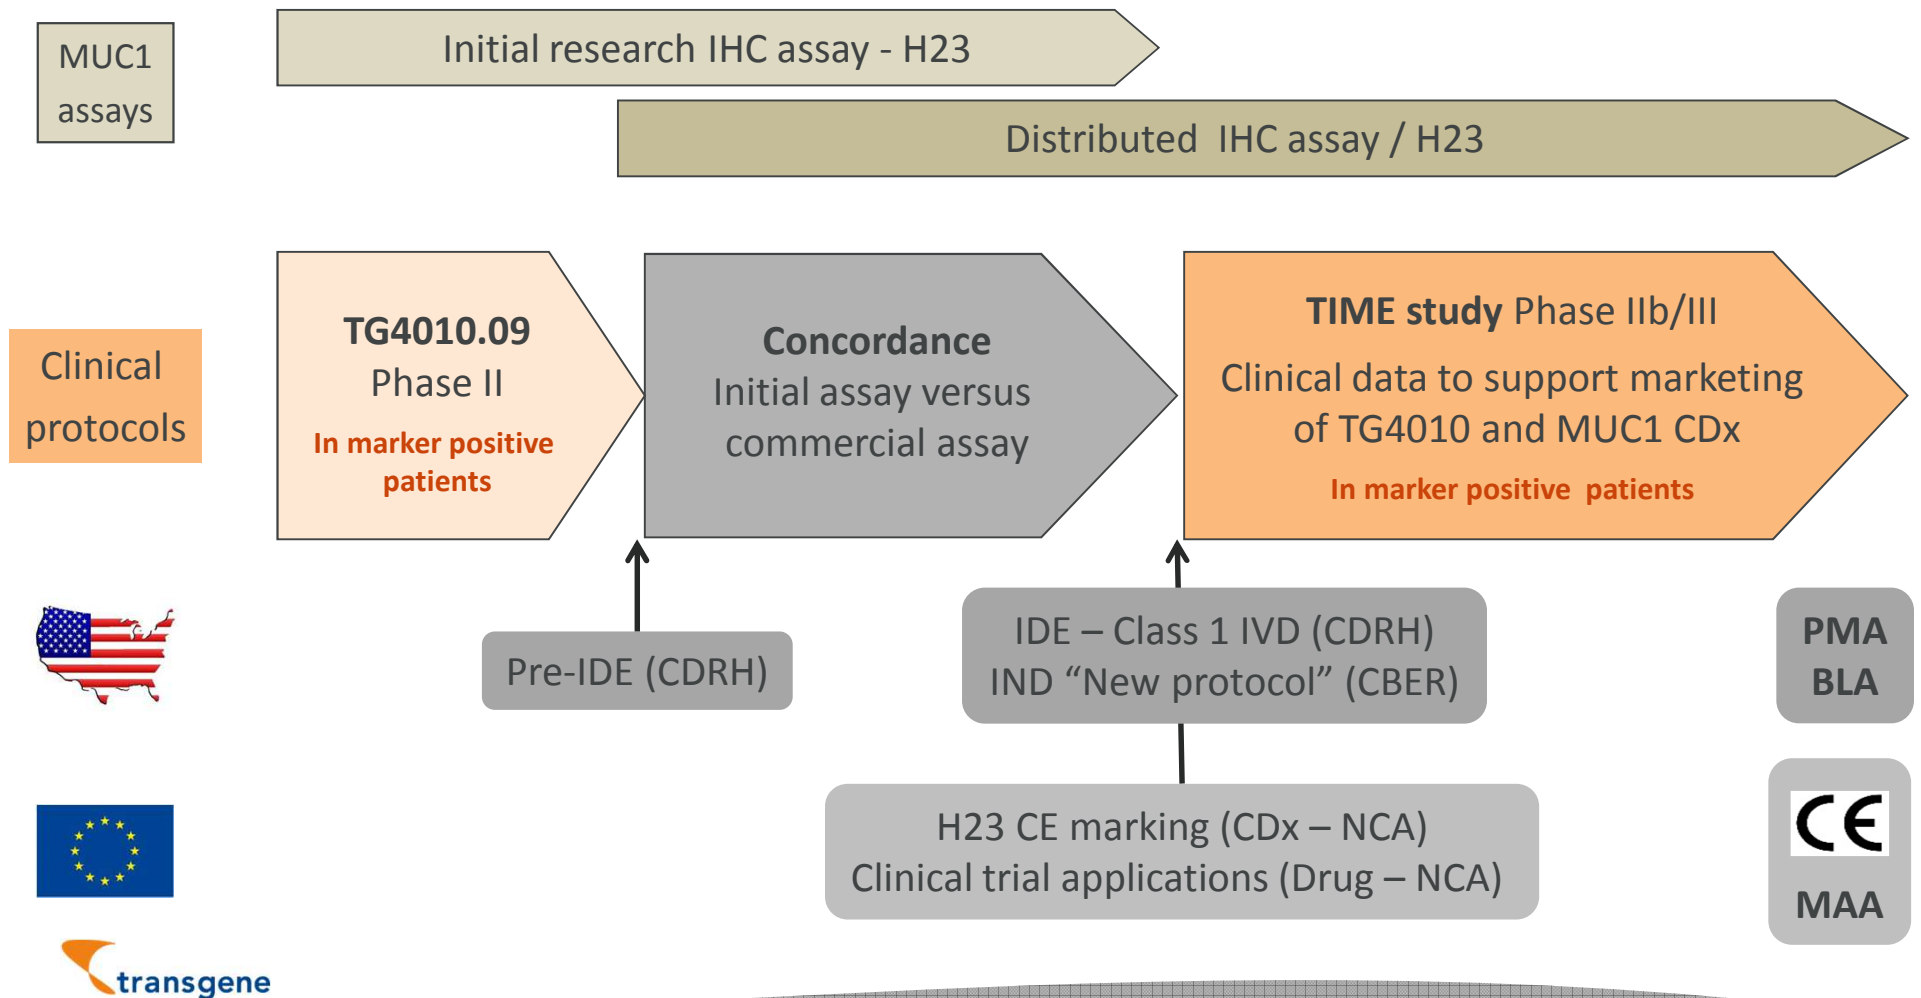 MUC1
assays
Initial research IHC assay - H23
Distributed IHC assay / H23
Clinical
protocols
TG4010.09
Phase II
In marker positive
patients
Concordance
Initial assay versus
commercial assay
TIME study Phase IIb/III
Clinical data to support marketing
of TG4010 and MUC1 CDx
In marker positive patients
Pre-IDE (CDRH)
IDE – Class 1 IVD (CDRH)
IND “New protocol” (CBER)
PMA
BLA
H23 CE marking (CDx – NCA)
Clinical trial applications (Drug – NCA)
CE
MAA
transgene